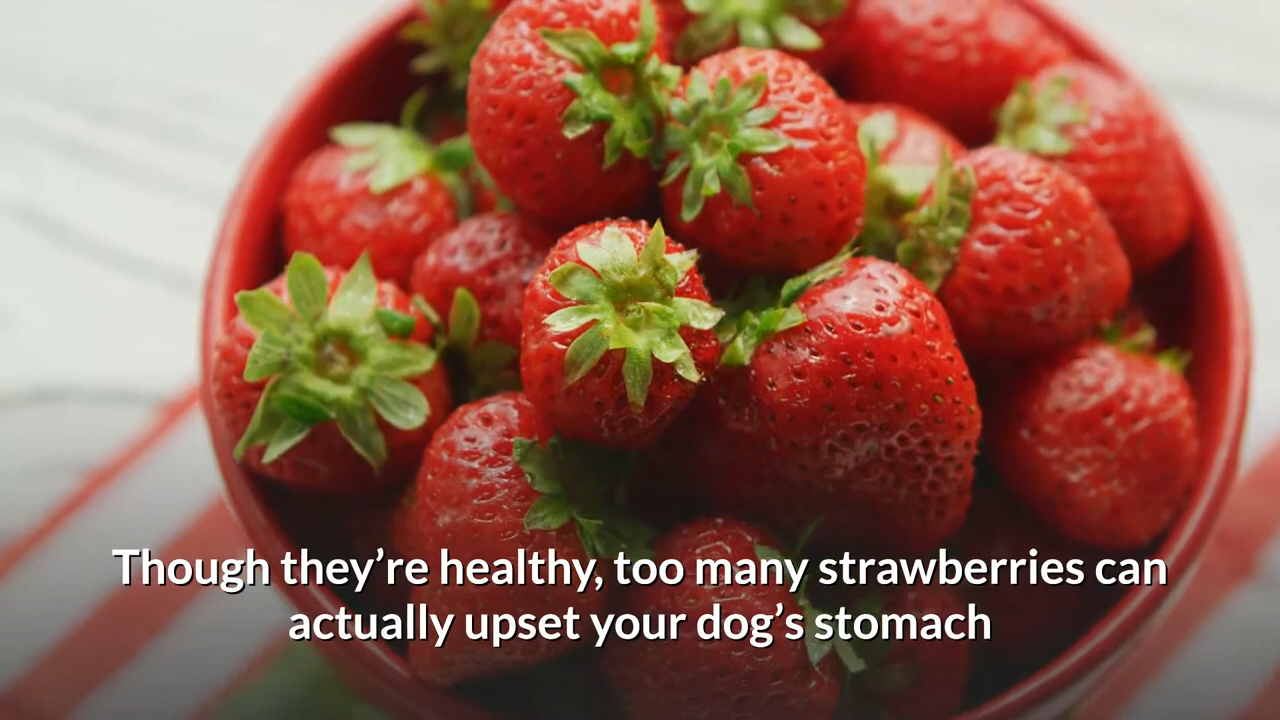 Though they’re healthy, too many strawberries can
actually upset your dog’s stomach